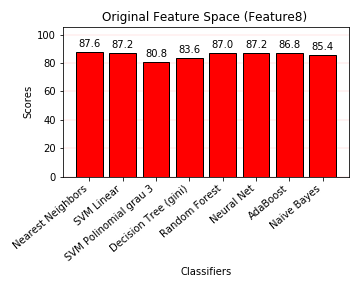 Original Feature Space (Feature8)
100
80
60
40
20
0
Scores
87.6 87.2 80.8 83.6 87.0 87.2 86.8 85.4
Nearest Neighbors
SVM Linear
SVM Polinomial grau 3
Decision Tree (gini)
Random Forest
Neural Net
AdaBoost
Naive Bayes
Classifiers